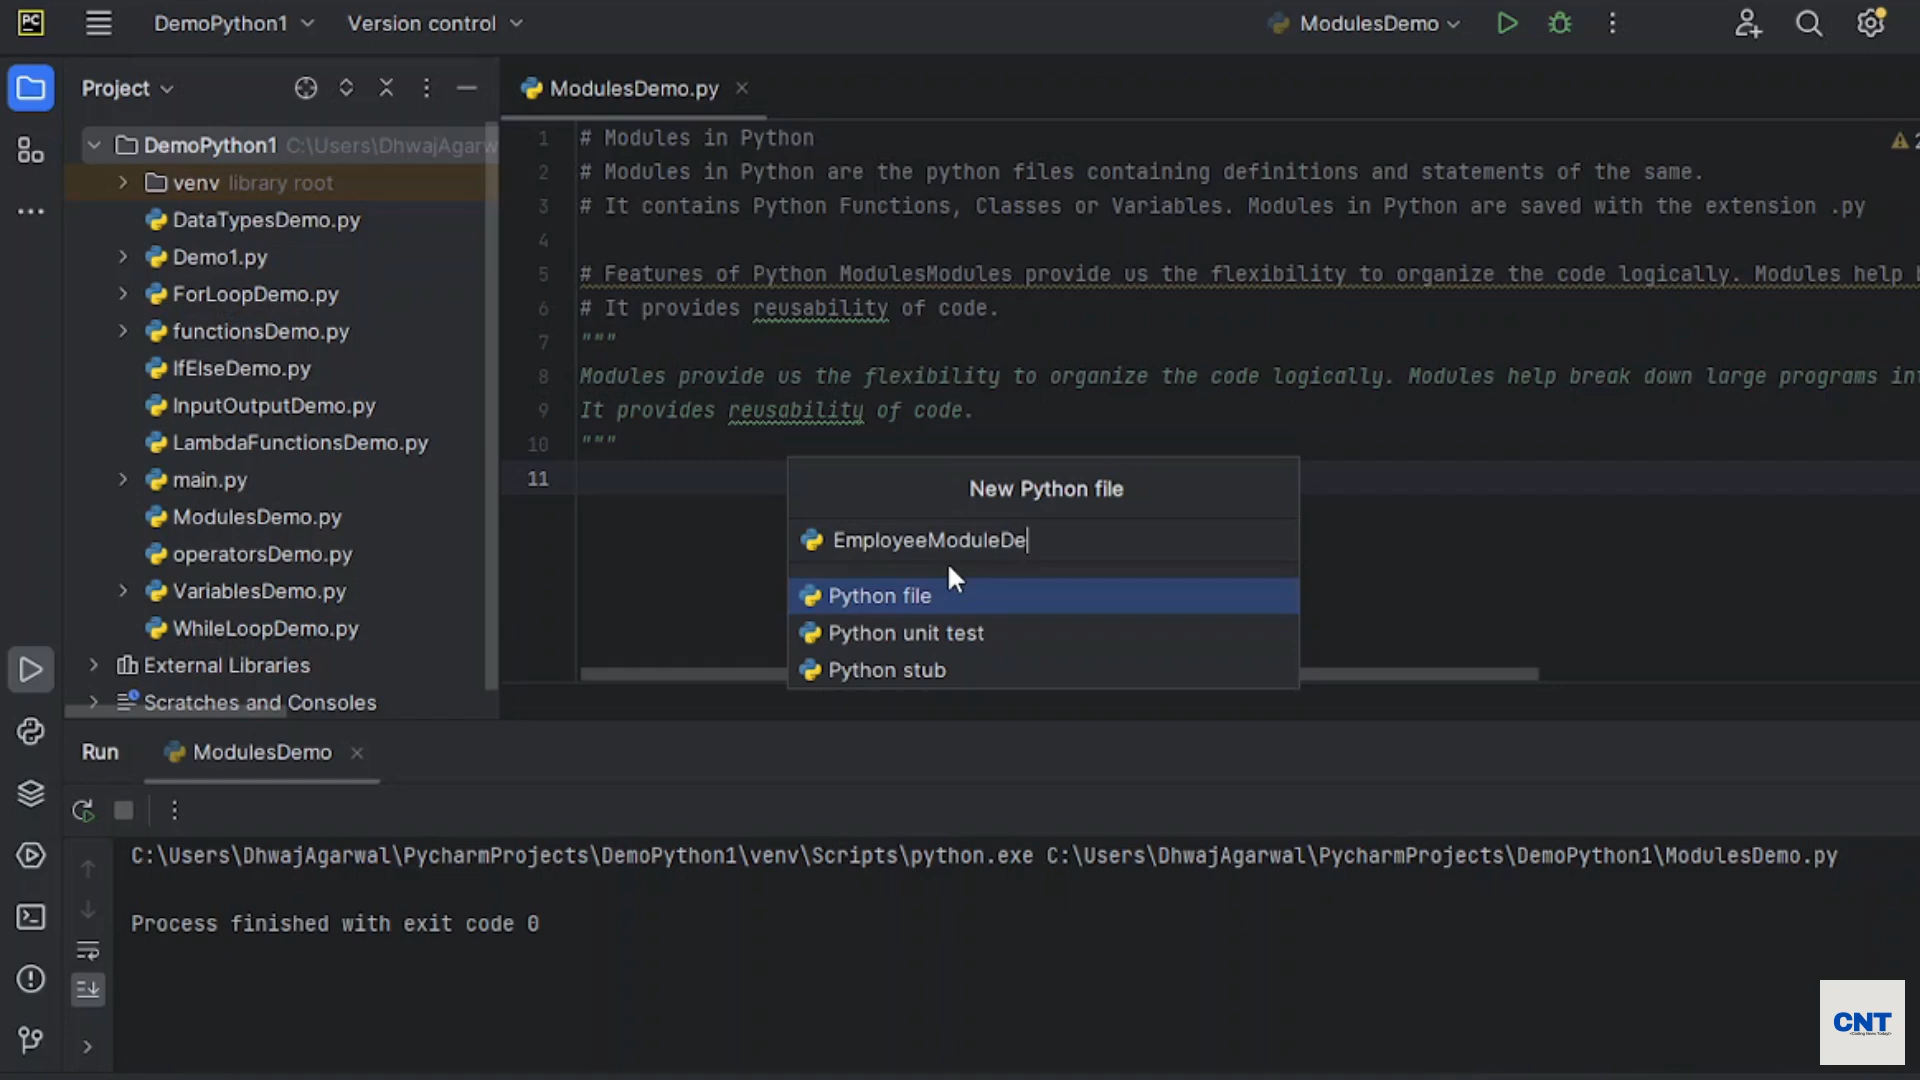 PC
DemoPython1
Version control
ModulesDemo
Project
ModulesDemo.py
DemoPython1 C:\Users\DhwajAgarw
venv library root
DataTypesDemo.py
Demo1.py
ForLoopDemo.py
functionsDemo.py
IfElseDemo.py
InputOutputDemo.py
LambdaFunctionsDemo.py
main.py
ModulesDemo.py
operatorsDemo.py
VariablesDemo.py
WhileLoopDemo.py
External Libraries
Scratches and Consoles
1 # Modules in Python
2 # Modules in Python are the python files containing definitions and statements of the same.
3 # It contains Python Functions, Classes or Variables. Modules in Python are saved with the extension .py
4
5 # Features of Python ModulesModules provide us the flexibility to organize the code logically. Modules help
6 # It provides reusability of code.
7 """
8 Modules provide us the flexibility to organize the code logically. Modules help break down large programs in
9 It provides reusability of code.
10 """
11
New Python file
EmployeeModuleDe
Python file
Python unit test
Python stub
Run
ModulesDemo
C:\Users\DhwajAgarwal\PycharmProjects\DemoPython1\venv\Scripts\python.exe C:\Users\DhwajAgarwal\PycharmProjects\DemoPython1\ModulesDemo.py
Process finished with exit code 0
CNT